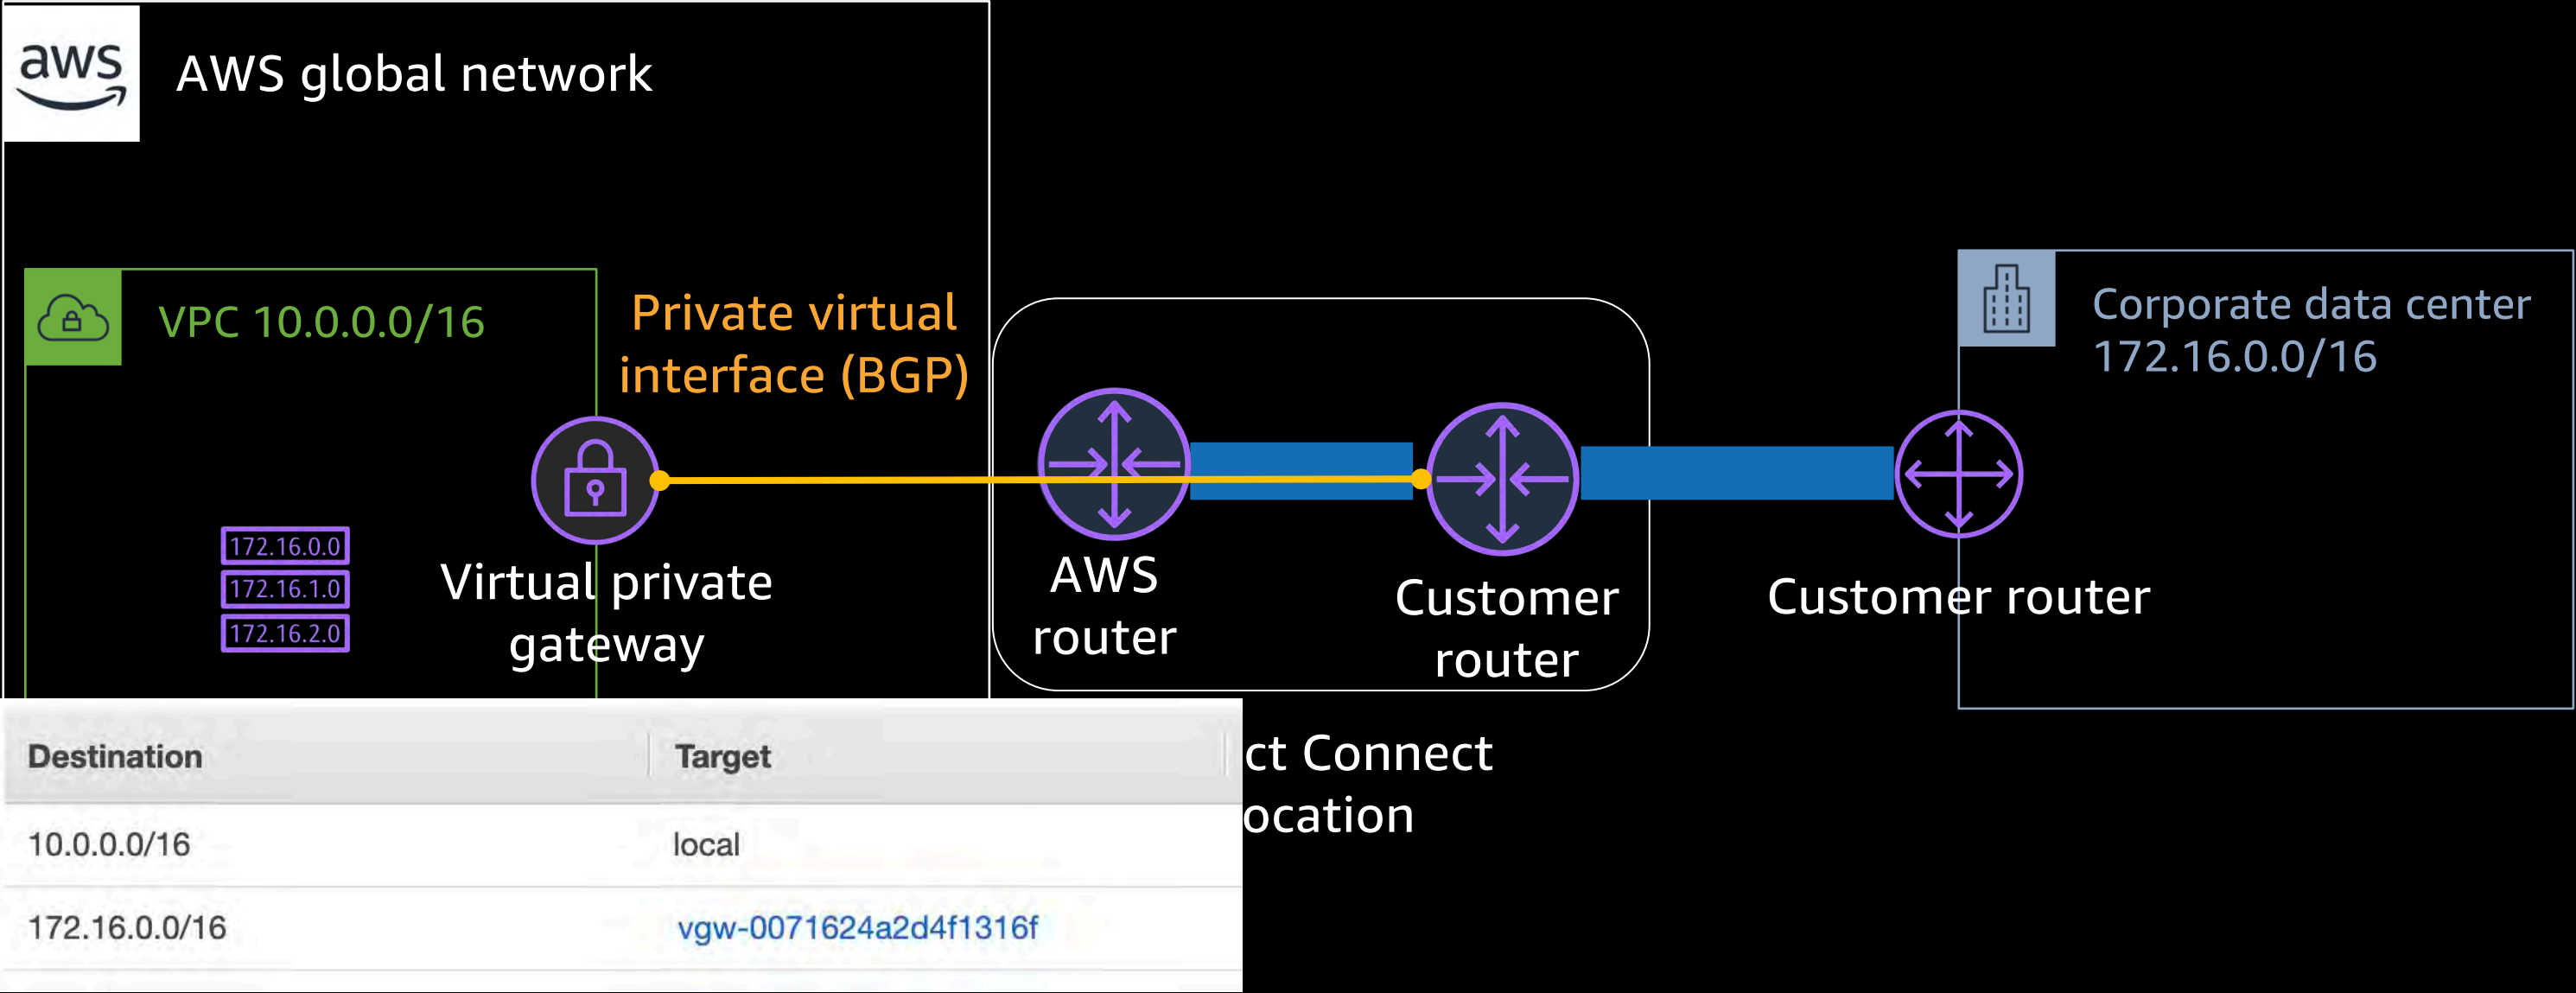 aws
AWS global network
VPC 10.0.0.0/16
Private virtual
interface (BGP)
Corporate data center
172.16.0.0/16
172.16.0.0
172.16.1.0
172.16.2.0
Virtual private
gateway
AWS
router
Customer
router
Customer router
ct Connect
ocation
Destination Target
10.0.0.0/16 local
172.16.0.0/16 vgw-0071624a2d4f1316f